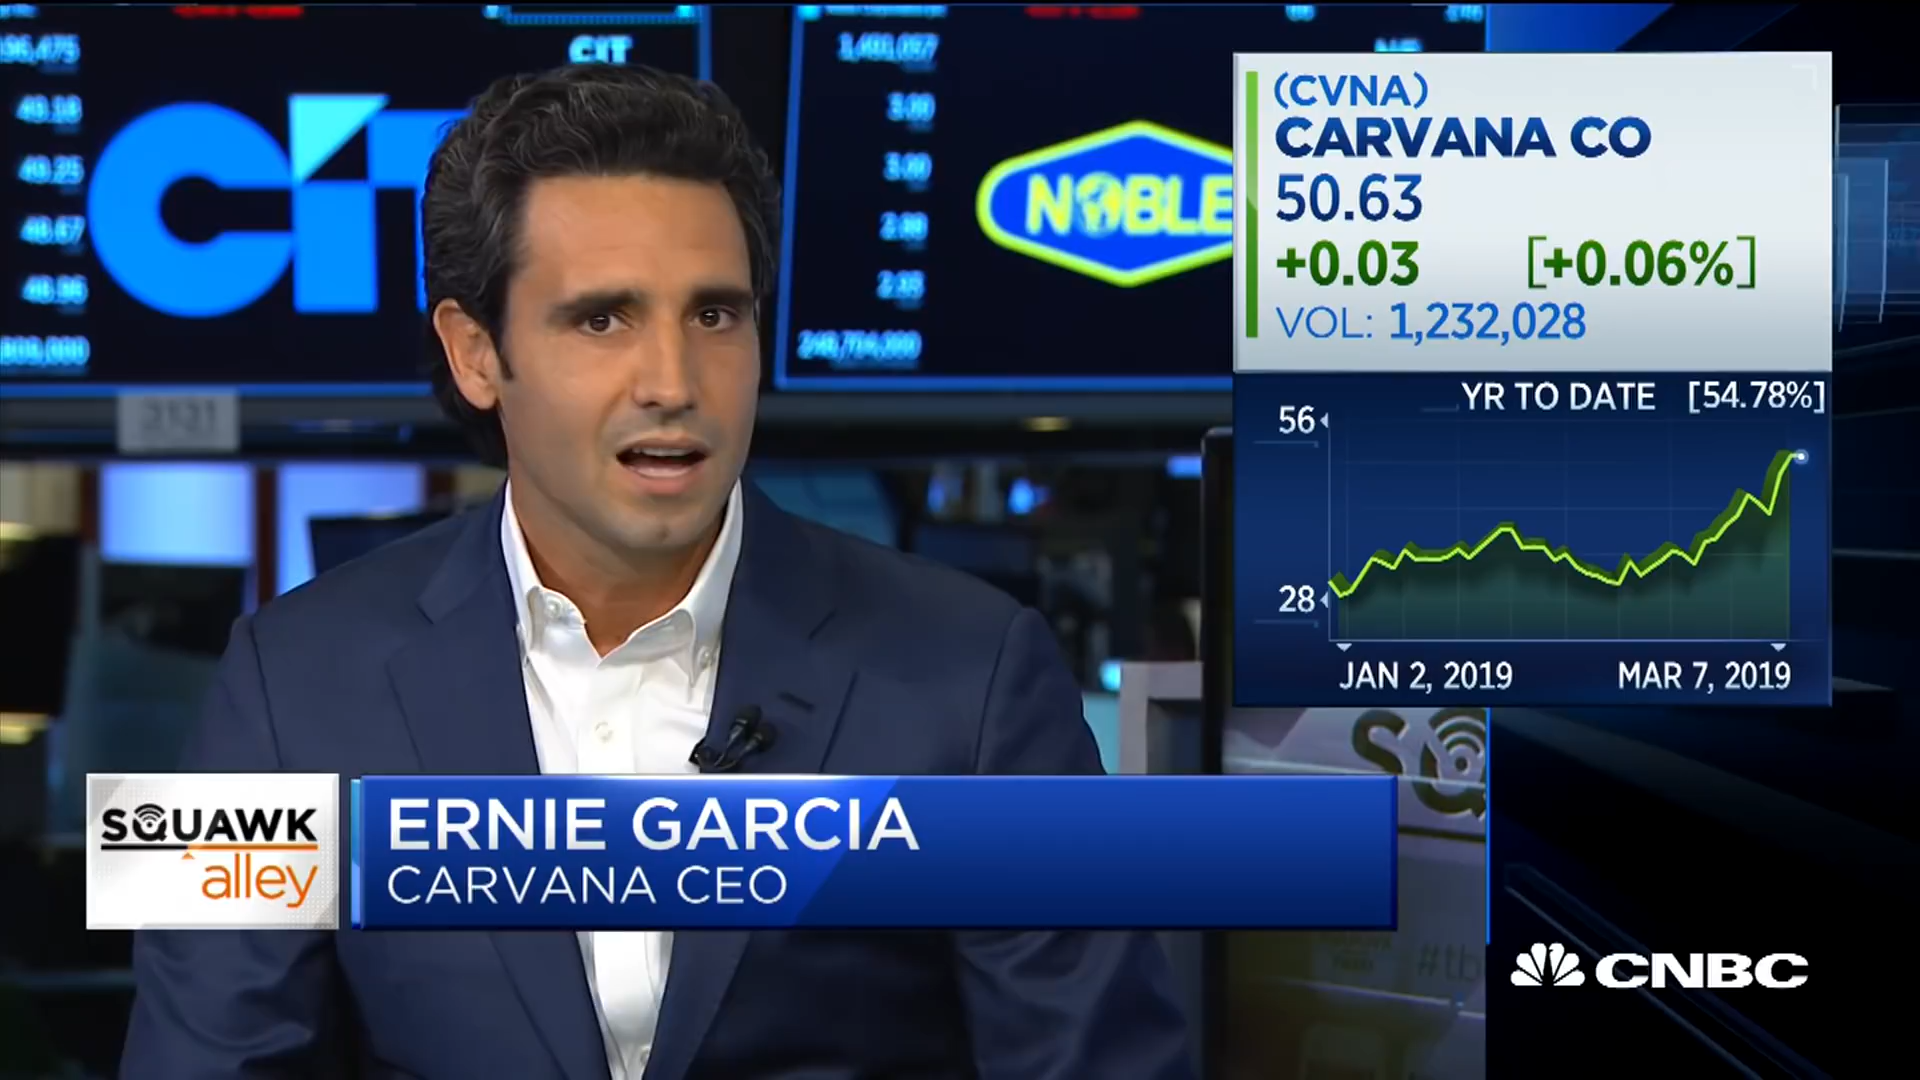 CIT
CIT
NOBLE
(CVNA)
CARVANA CO
50.63
+0.03 [+0.06%]
VOL: 1,232,028
YR TO DATE [54.78%]
56
28
JAN 2, 2019 MAR 7, 2019
SQUAWK
alley
ERNIE GARCIA
CARVANA CEO
CNBC